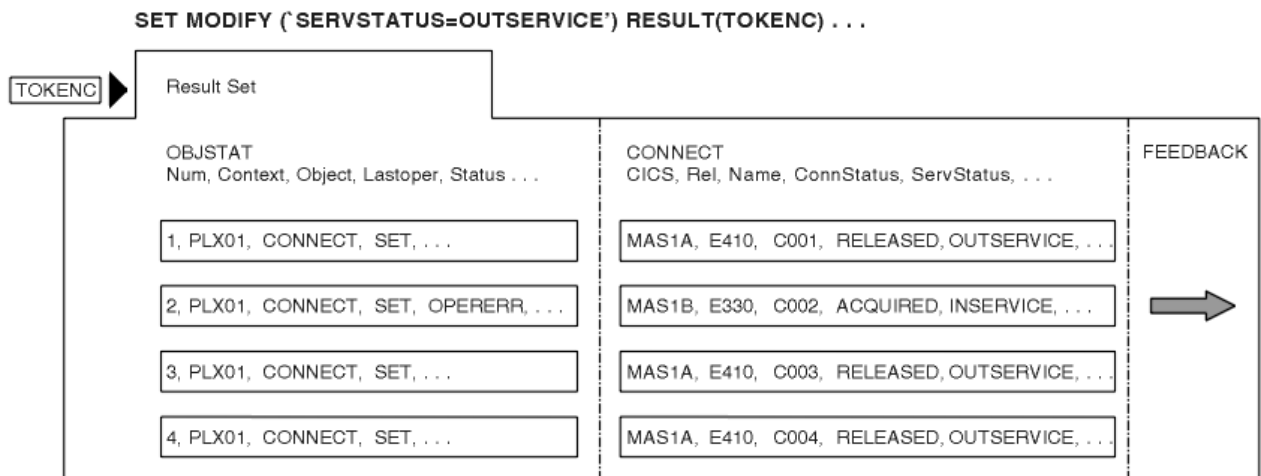 SET MODIFY (`SERVSTATUS=OUTSERVICE') RESULT(TOKENC) . . .
TOKENC
Result Set
OBJSTAT
Num, Context, Object, Lastoper, Status . . .
CONNECT
CICS, Rel, Name, ConnStatus, ServStatus, . . .
FEEDBACK
1, PLX01, CONNECT, SET, . . .
MAS1A, E410, C001, RELEASED, OUTSERVICE, . . .
2, PLX01, CONNECT, SET, OPERERR, . . .
MAS1B, E330, C002, ACQUIRED, INSERVICE, . . .
3, PLX01, CONNECT, SET, . . .
MAS1A, E410, C003, RELEASED, OUTSERVICE, . . .
4, PLX01, CONNECT, SET, . . .
MAS1A, E410, C004, RELEASED, OUTSERVICE, . . .